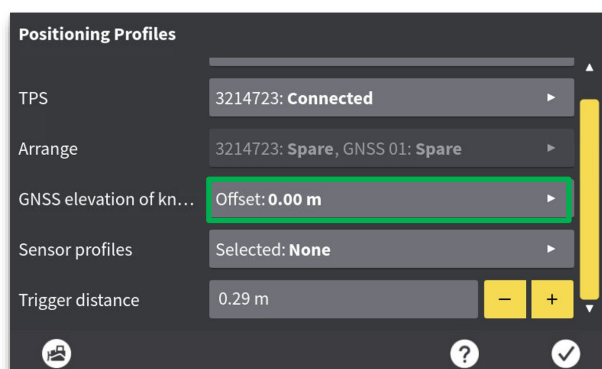 Positioning Profiles
TPS
3214723: Connected
Arrange
3214723: Spare, GNSS 01: Spare
GNSS elevation of kn...
Offset: 0.00 m
Sensor profiles
Selected: None
Trigger distance
0.29 m
−
+
?